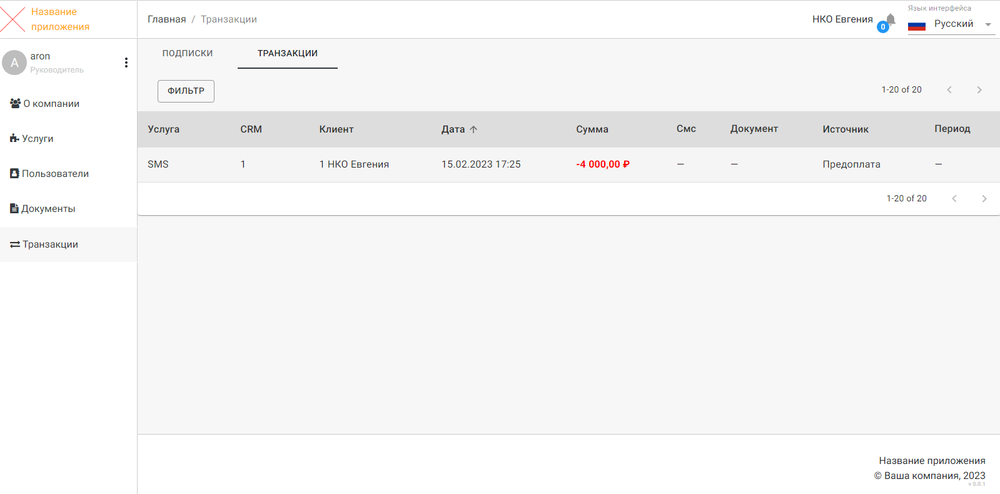 Название
приложения
Главная / Транзакции
НКО Евгения
0
Язык интерфейса
Русский
A
aron
Руководитель
О компании
Услуги
Пользователи
Документы
Транзакции
ПОДПИСКИ
ТРАНЗАКЦИИ
ФИЛЬТР
1-20 of 20
Услуга CRM Клиент Дата Сумма Смс Документ Источник Период
SMS 1 1 НКО Евгения 15.02.2023 17:25 -4 000,00 ₽ — — Предоплата —
1-20 of 20
Название приложения
© Ваша компания, 2023
v 0.0.1